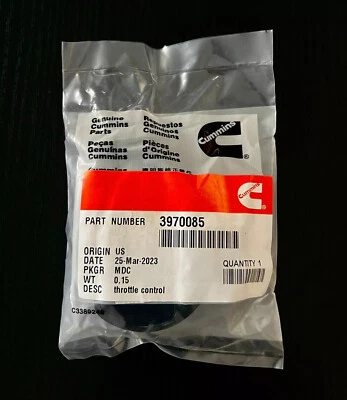 Genuine
Cummins
Parts
Repuestos
Genuinos
Cummins
Peças
Genuínas
Cummins
Pièces
d'Origine
Cummins
Cummins
®
Cummins
®
PART NUMBER 3970085
ORIGIN US
DATE 25-Mar-2023
PKGR MDC
WT 0.15
DESC throttle control
QUANTITY 1